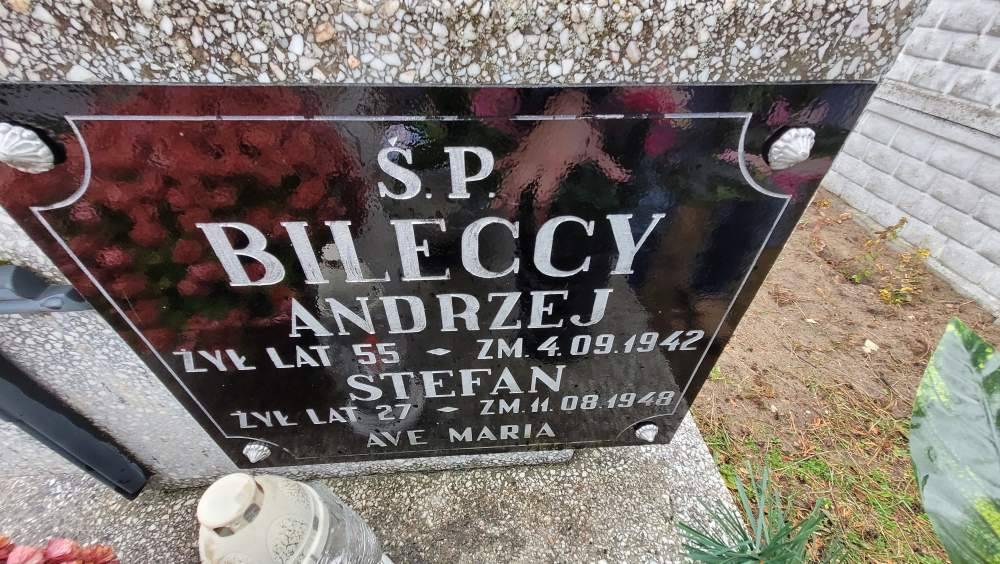 Ś.P.
BILECCY
ANDRZEJ
ŻYŁ LAT 55 - ZM. 4.09.1942
STEFAN
ŻYŁ LAT 27 - ZM. 11.08.1948
AVE MARIA